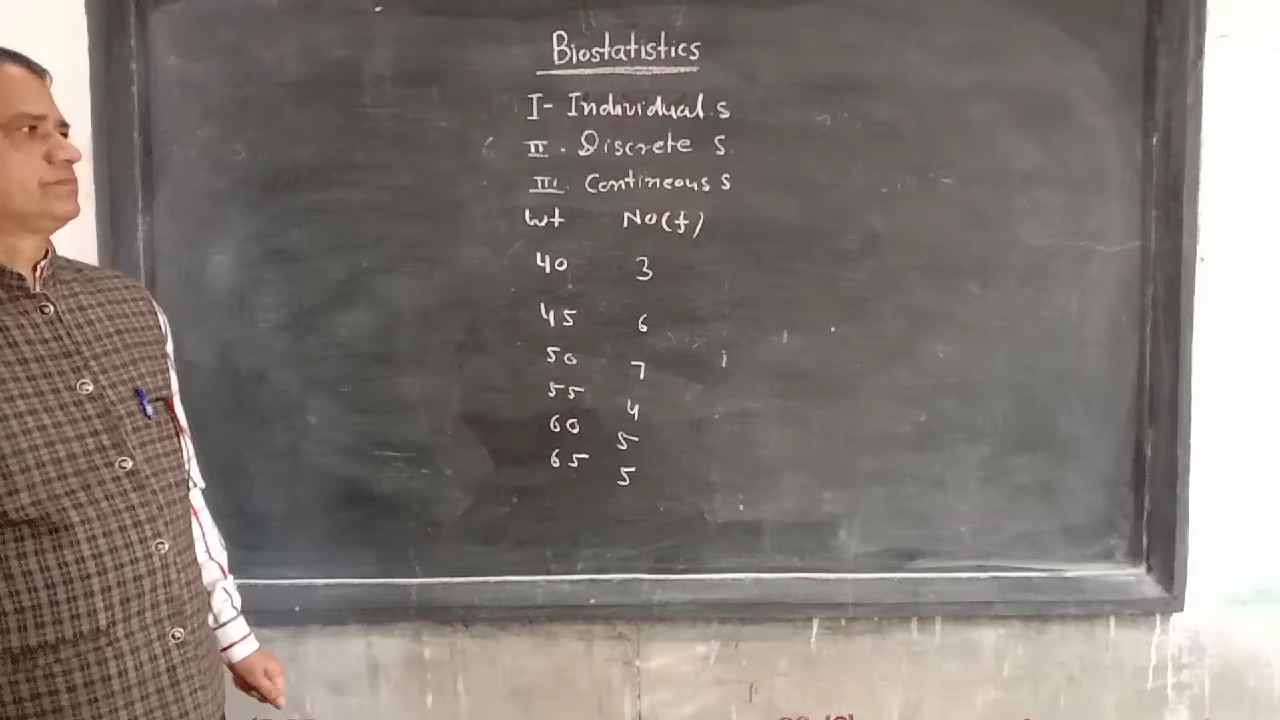 Biostatistics
I- Individual. S
II. Discrete S.
III. Contineous S
Wt No(f)
40 3
45 6
50 7
55 4
60 5
65 5